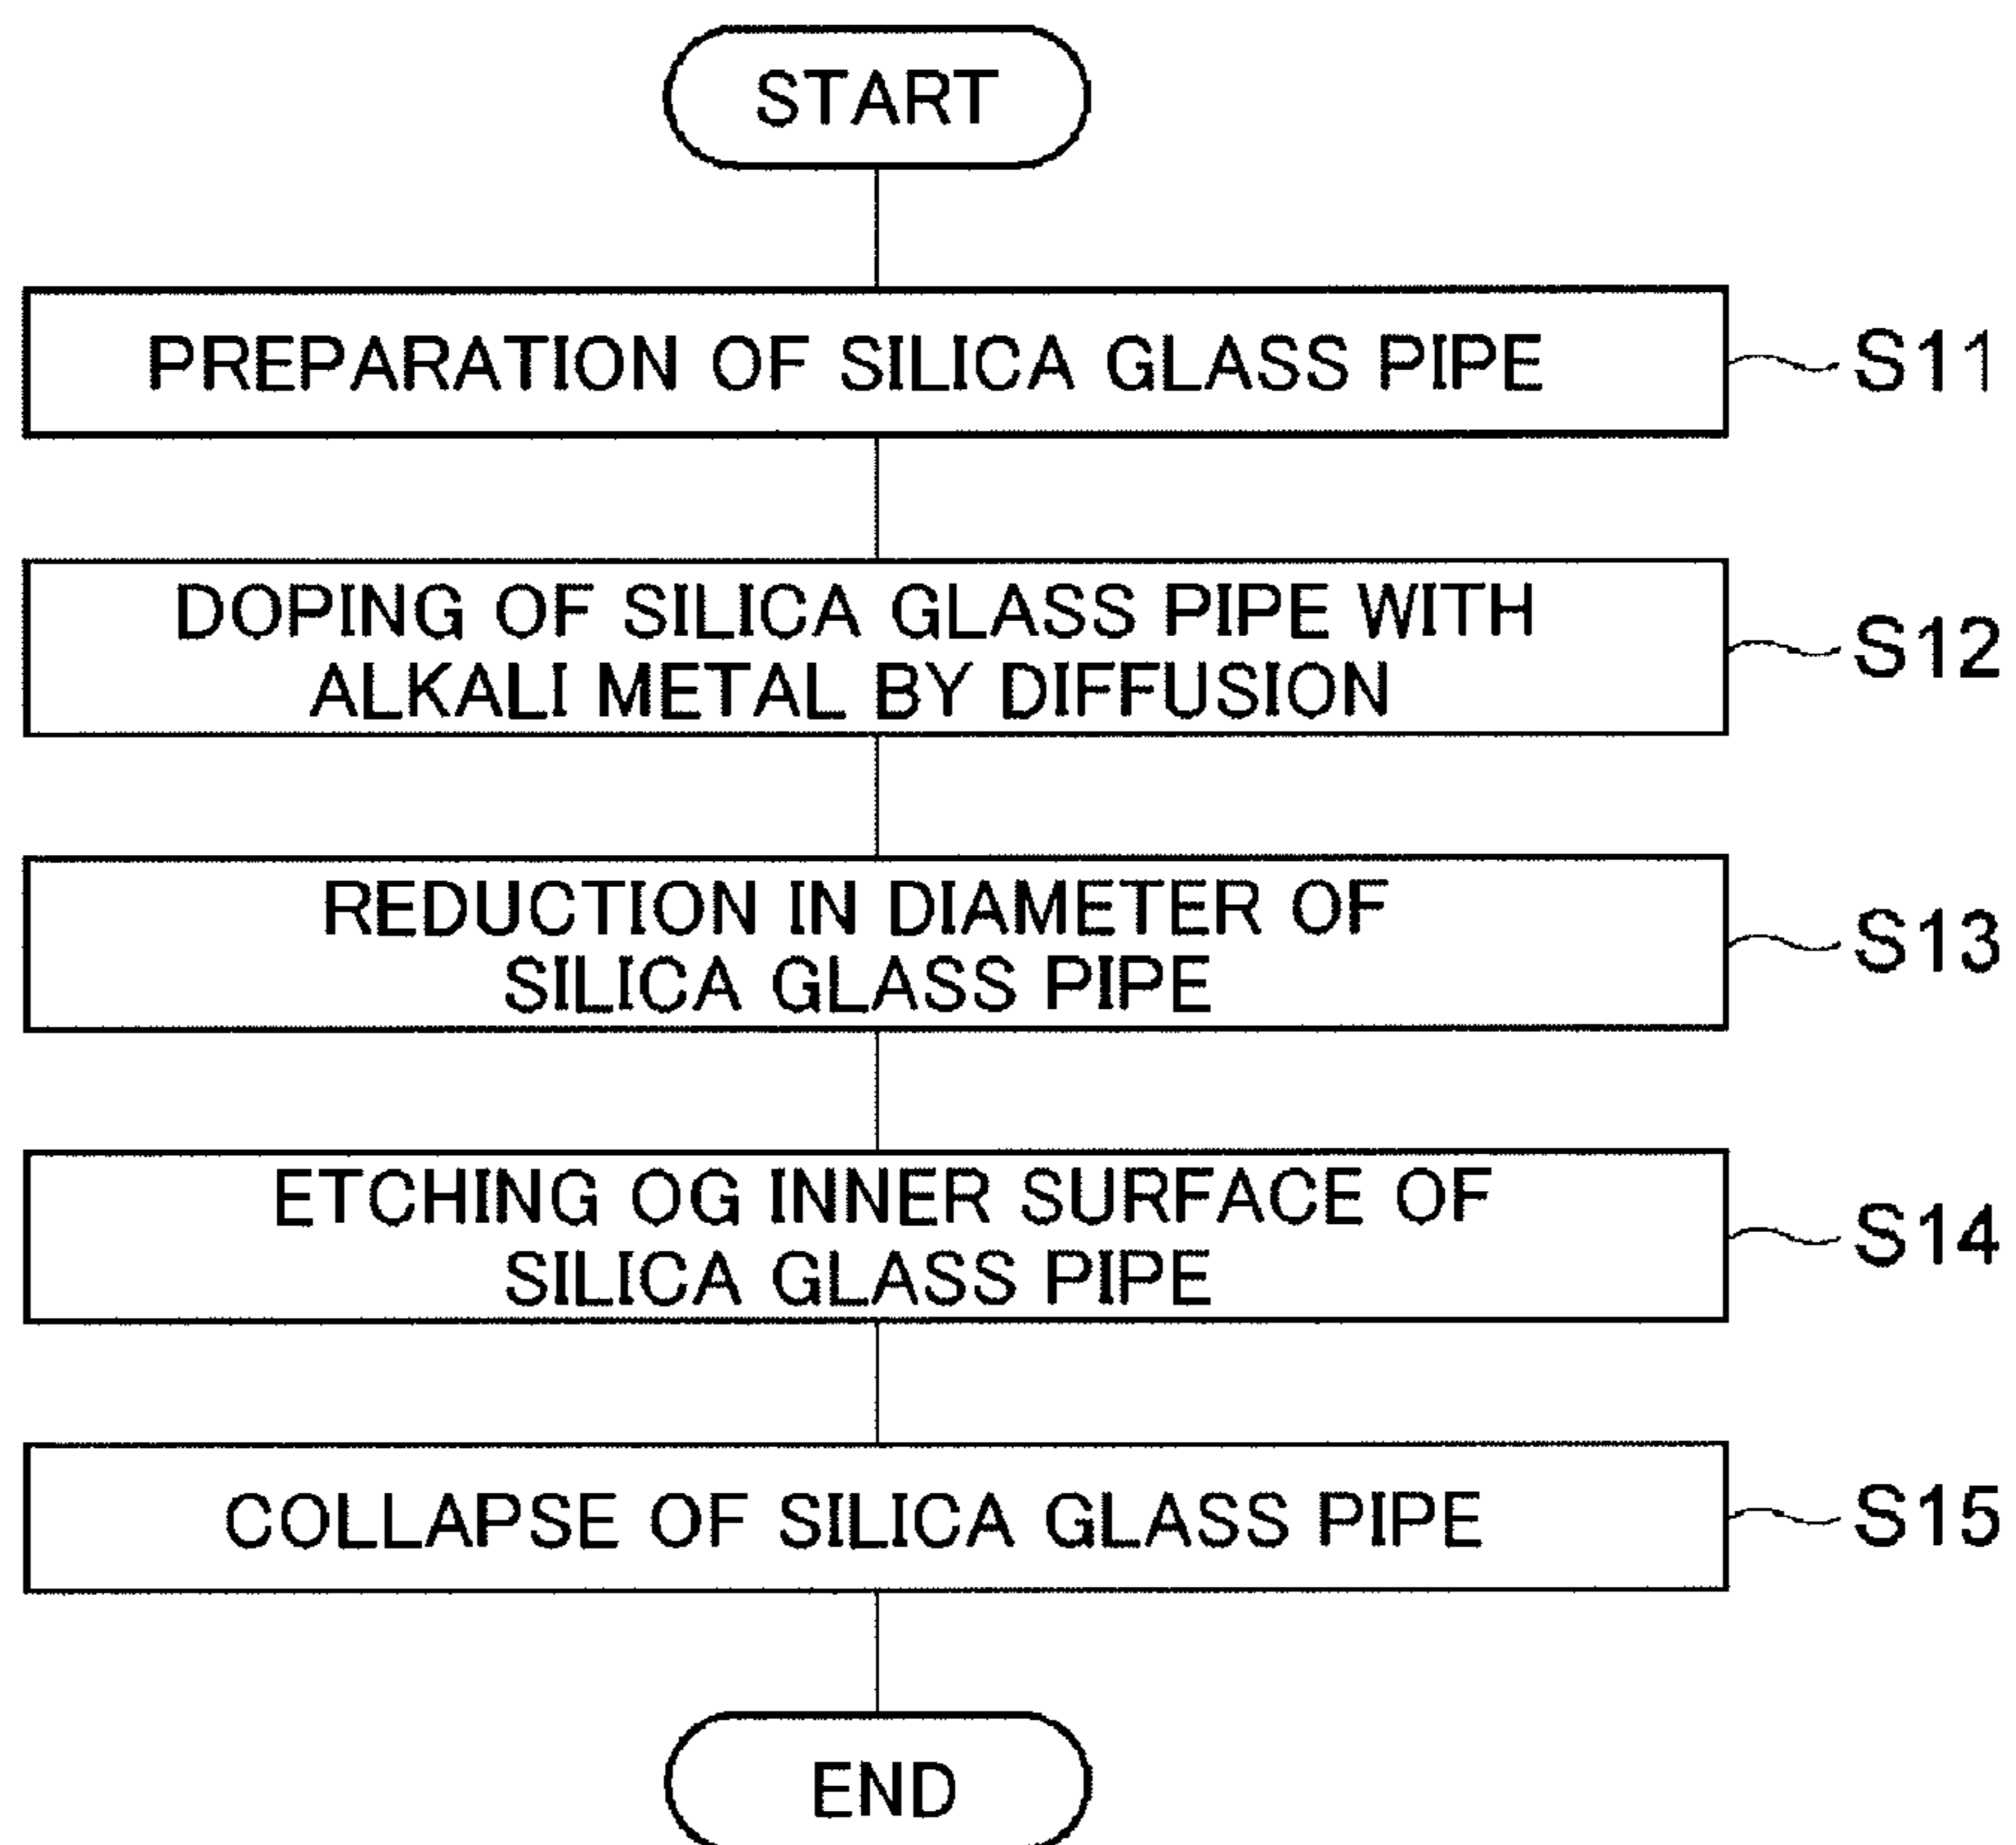 START
PREPARATION OF SILICA GLASS PIPE
S11
DOPING OF SILICA GLASS PIPE WITH
ALKALI METAL BY DIFFUSION
S12
REDUCTION IN DIAMETER OF
SILICA GLASS PIPE
S13
ETCHING OG INNER SURFACE OF
SILICA GLASS PIPE
S14
COLLAPSE OF SILICA GLASS PIPE
S15
END